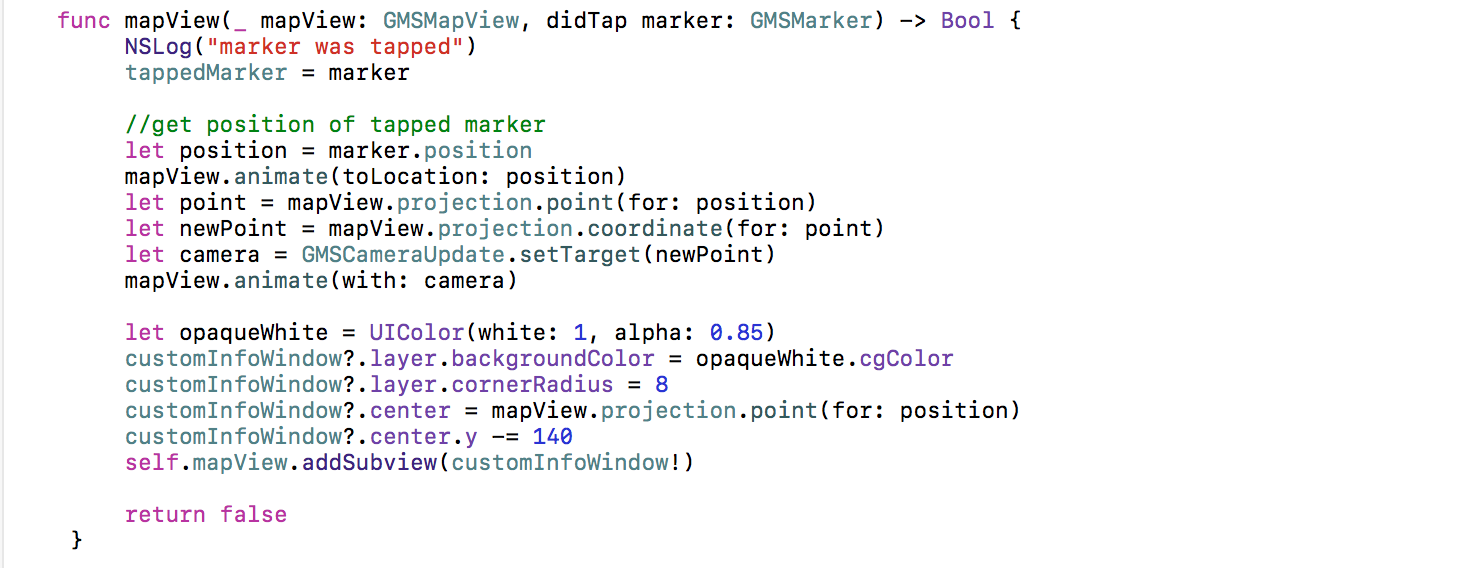 func mapView(_ mapView: GMSMapView, didTap marker: GMSMarker) -> Bool {
NSLog("marker was tapped")
tappedMarker = marker
//get position of tapped marker
let position = marker.position
mapView.animate(toLocation: position)
let point = mapView.projection.point(for: position)
let newPoint = mapView.projection.coordinate(for: point)
let camera = GMSCameraUpdate.setTarget(newPoint)
mapView.animate(with: camera)
let opaqueWhite = UIColor(white: 1, alpha: 0.85)
customInfoWindow?.layer.backgroundColor = opaqueWhite.cgColor
customInfoWindow?.layer.cornerRadius = 8
customInfoWindow?.center = mapView.projection.point(for: position)
customInfoWindow?.center.y -= 140
self.mapView.addSubview(customInfoWindow!)
return false
}